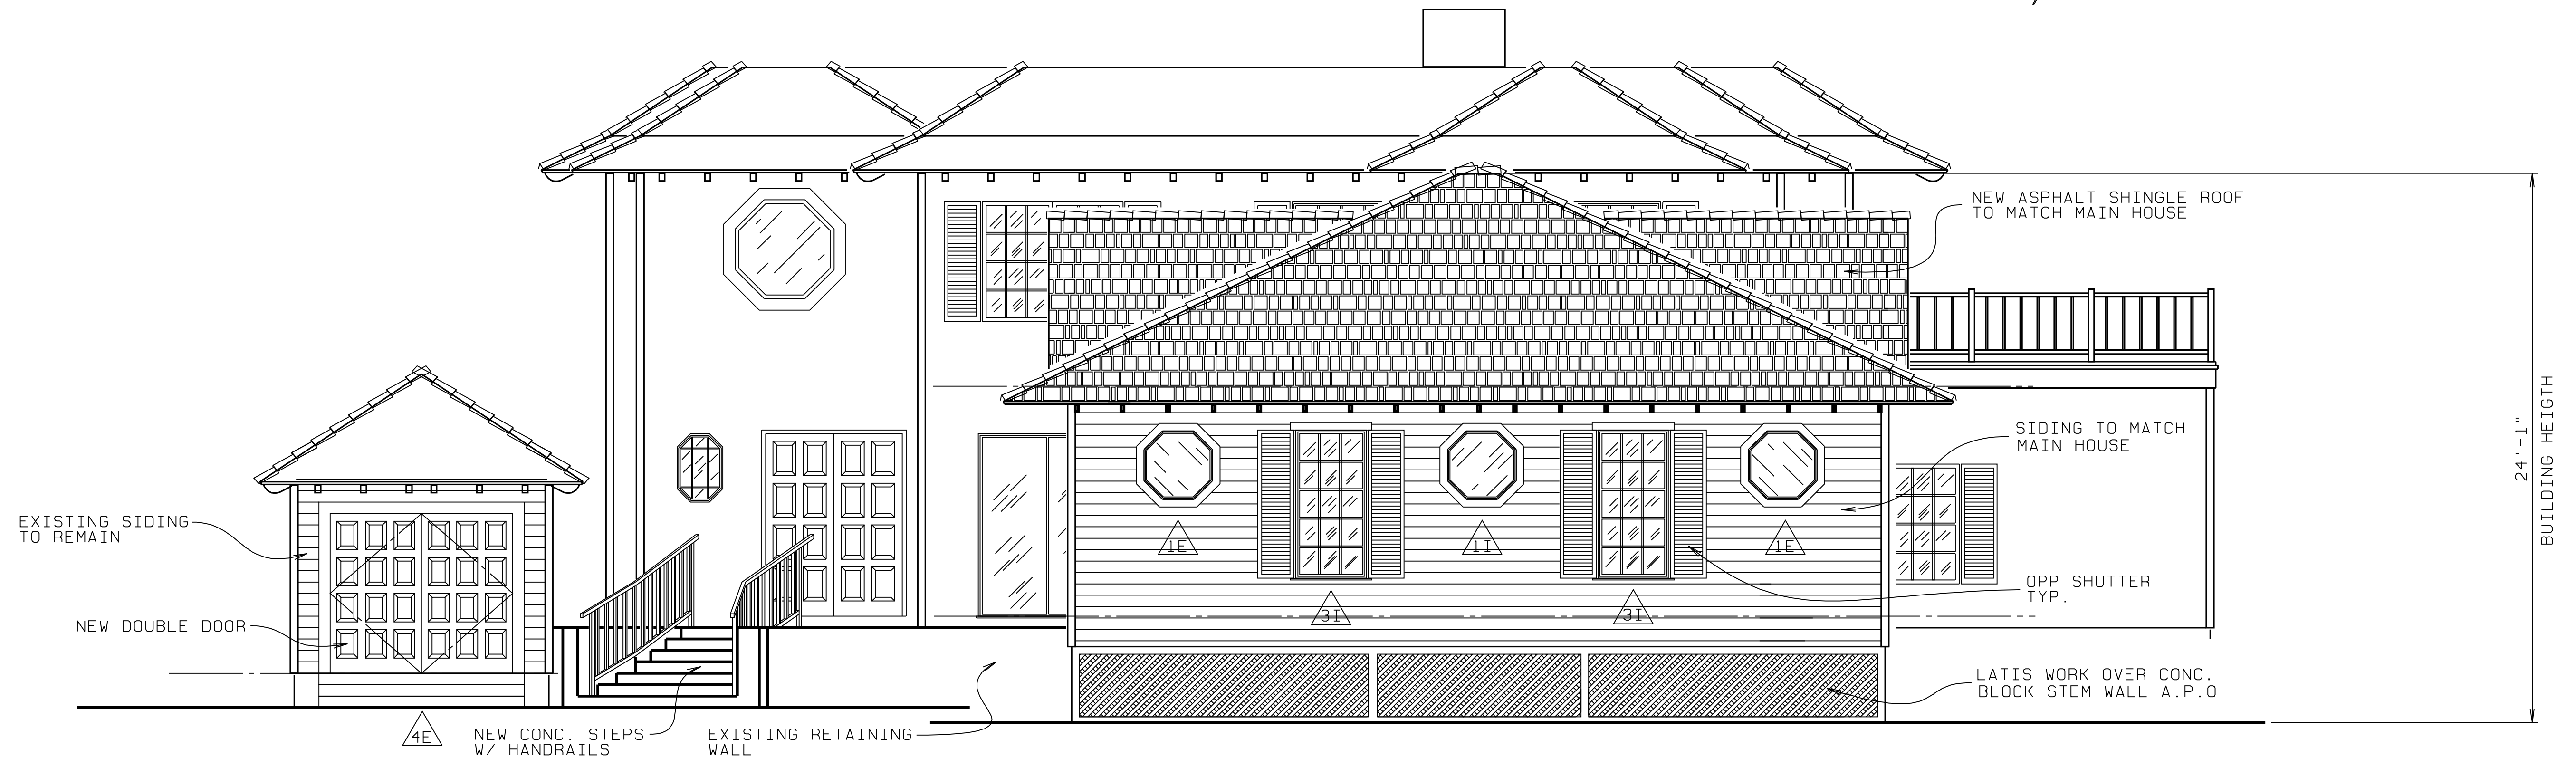 NEW ASPHALT SHINGLE ROOF
TO MATCH MAIN HOUSE
SIDING TO MATCH
MAIN HOUSE
24'-1"
BUILDING HEIGTH
EXISTING SIDING
TO REMAIN
1E
1I
1E
OPP SHUTTER
TYP.
3I
3I
NEW DOUBLE DOOR
LATIS WORK OVER CONC.
BLOCK STEM WALL A.P.O
4E
NEW CONC. STEPS
W/ HANDRAILS
EXISTING RETAINING
WALL